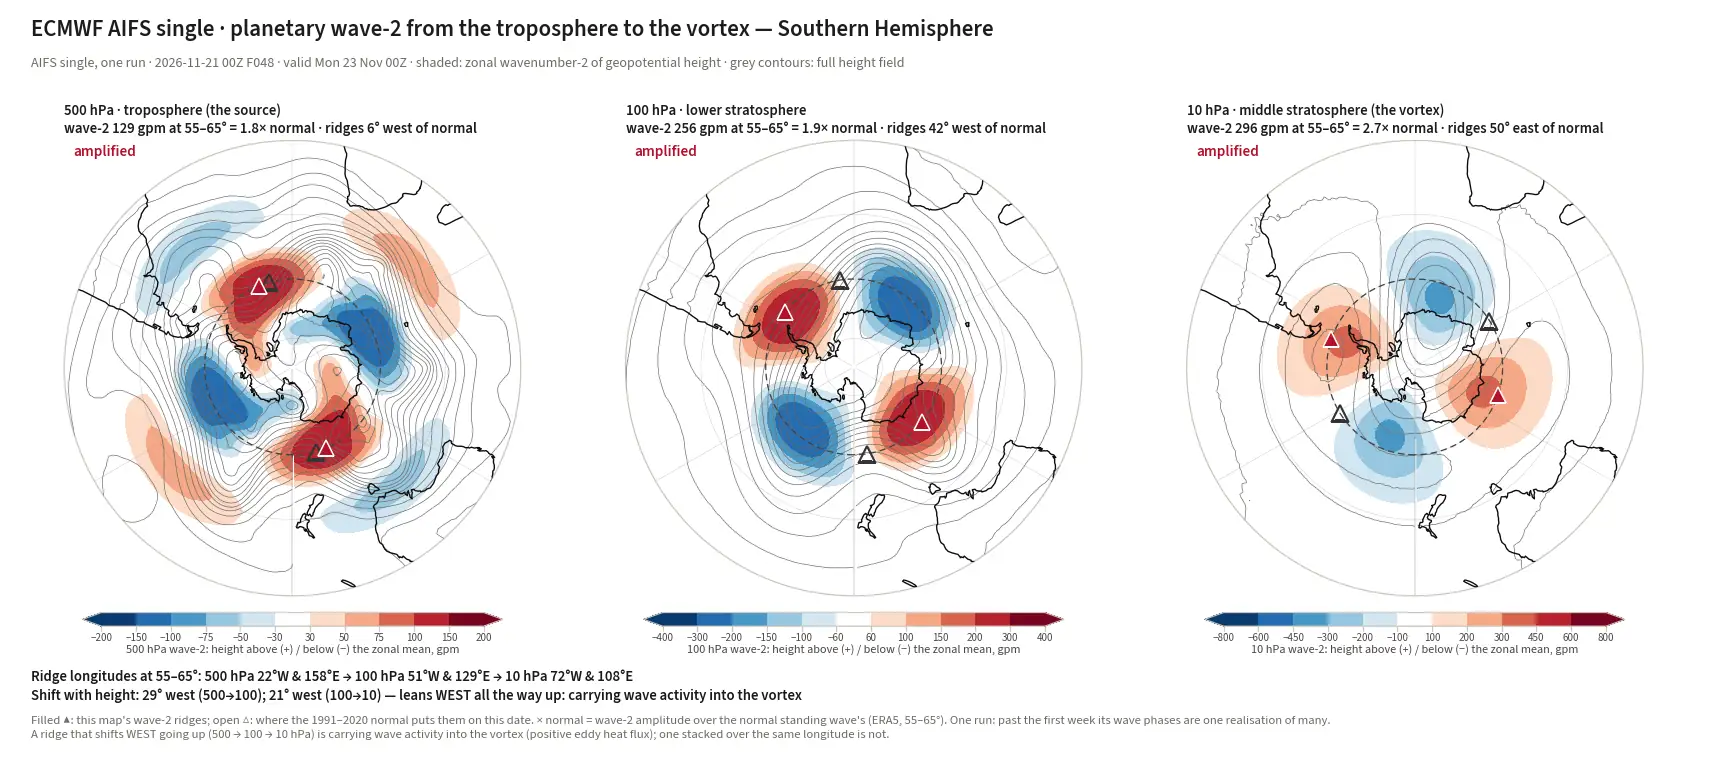 ECMWF AIFS single · planetary wave-2 from the troposphere to the vortex — Southern Hemisphere
AIFS single, one run · 2026-11-21 00Z F048 · valid Mon 23 Nov 00Z · shaded: zonal wavenumber-2 of geopotential height · grey contours: full height field
500 hPa · troposphere (the source)
wave-2 129 gpm at 55–65° = 1.8× normal · ridges 6° west of normal
amplified
100 hPa · lower stratosphere
wave-2 256 gpm at 55–65° = 1.9× normal · ridges 42° west of normal
amplified
10 hPa · middle stratosphere (the vortex)
wave-2 296 gpm at 55–65° = 2.7× normal · ridges 50° east of normal
amplified
−200 −150 −100 −75 −50 −30 30 50 75 100 150 200
500 hPa wave-2: height above (+) / below (−) the zonal mean, gpm
−400 −300 −200 −150 −100 −60 60 100 150 200 300 400
100 hPa wave-2: height above (+) / below (−) the zonal mean, gpm
−800 −600 −450 −300 −200 −100 100 200 300 450 600 800
10 hPa wave-2: height above (+) / below (−) the zonal mean, gpm
Ridge longitudes at 55–65°: 500 hPa 22°W & 158°E → 100 hPa 51°W & 129°E → 10 hPa 72°W & 108°E
Shift with height: 29° west (500→100); 21° west (100→10) — leans WEST all the way up: carrying wave activity into the vortex
Filled ▲: this map's wave-2 ridges; open △: where the 1991–2020 normal puts them on this date. × normal = wave-2 amplitude over the normal standing wave's (ERA5, 55–65°). One run: past the first week its wave phases are one realisation of many.
A ridge that shifts WEST going up (500 → 100 → 10 hPa) is carrying wave activity into the vortex (positive eddy heat flux); one stacked over the same longitude is not.